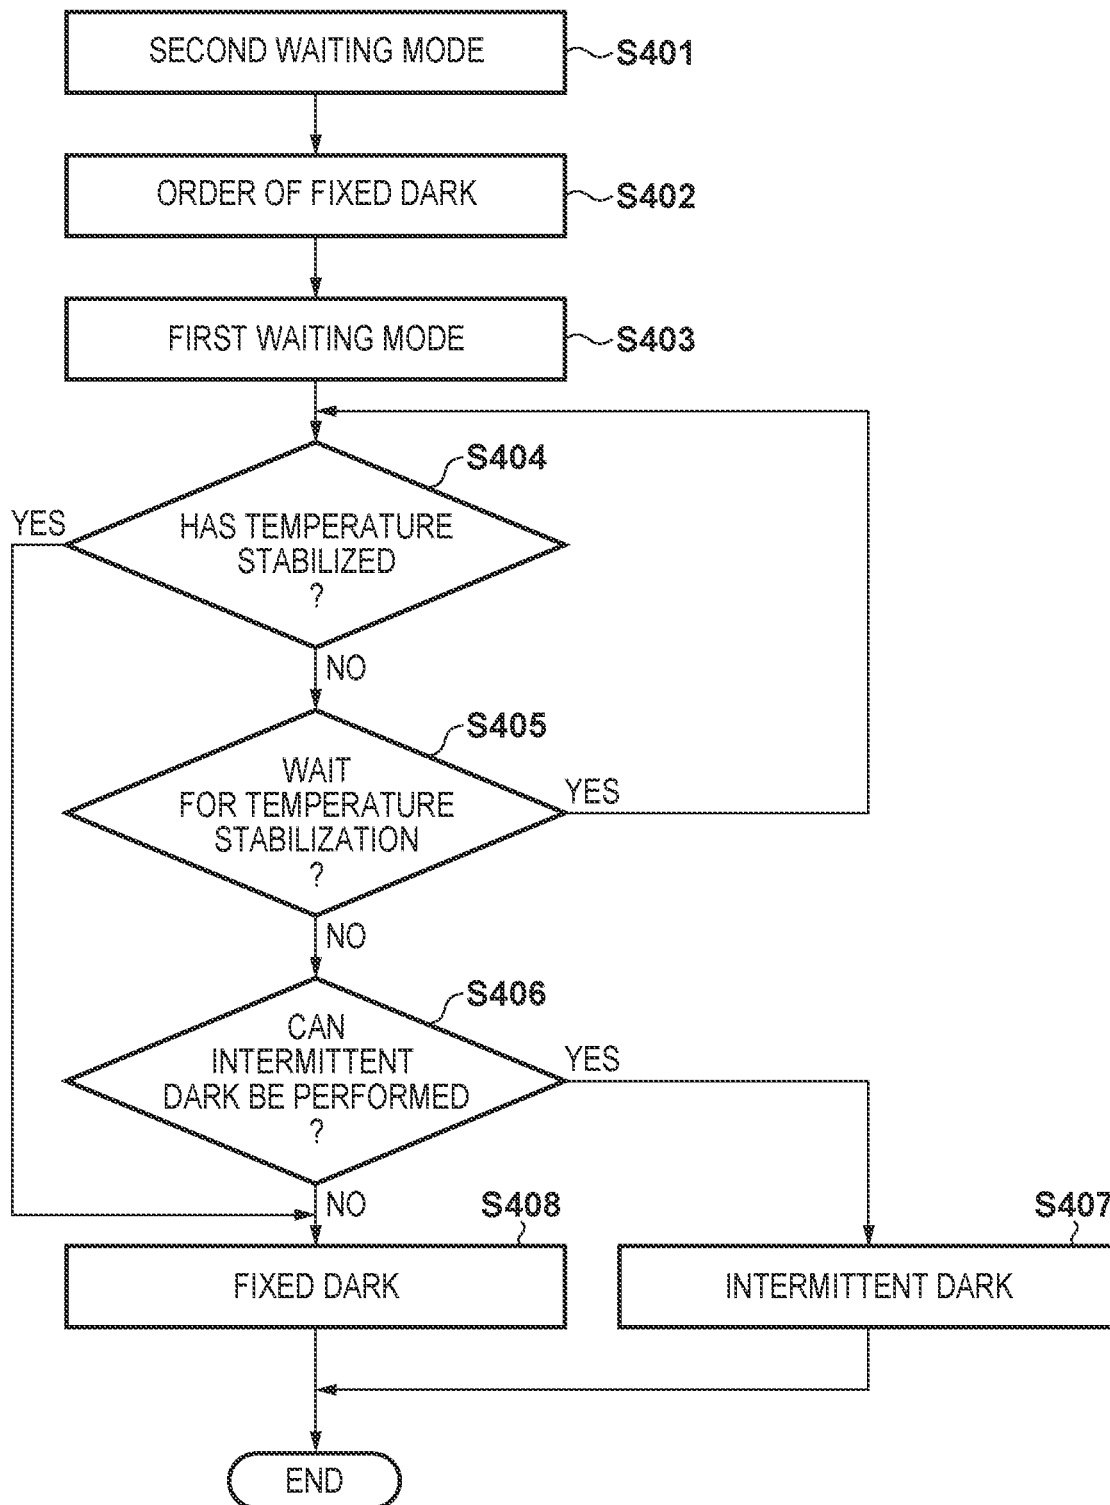 SECOND WAITING MODE
S401
ORDER OF FIXED DARK
S402
FIRST WAITING MODE
S403
S404
YES
HAS TEMPERATURE
STABILIZED
?
NO
S405
WAIT
FOR TEMPERATURE
STABILIZATION
?
YES
NO
S406
CAN
INTERMITTENT
DARK BE PERFORMED
?
YES
NO
S408
S407
FIXED DARK
INTERMITTENT DARK
END